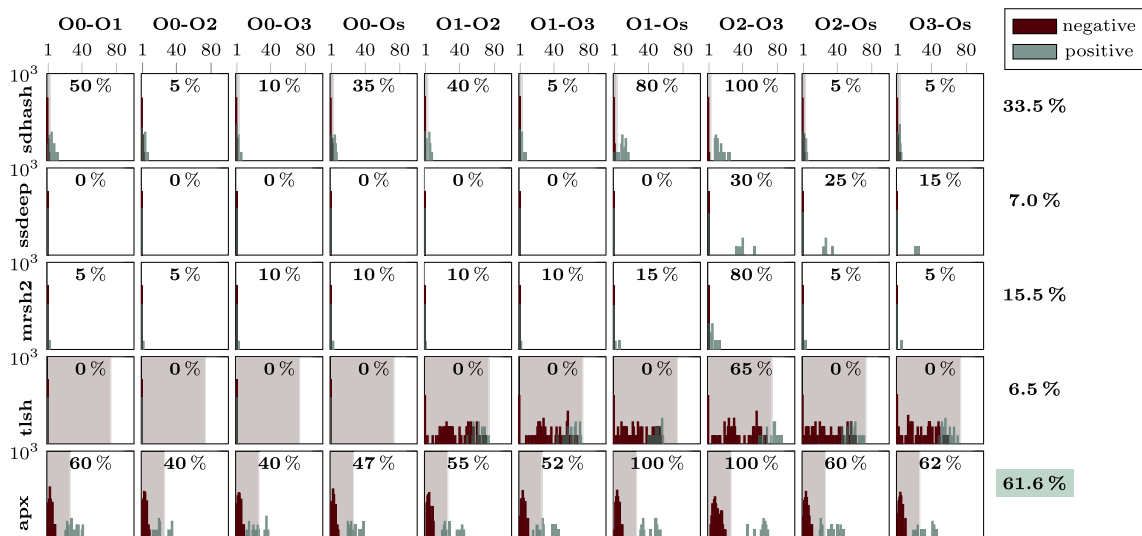 O0-O1 O0-O2 O0-O3 O0-Os O1-O2 O1-O3 O1-Os O2-O3 O2-Os O3-Os
1 40 80 1 40 80 1 40 80 1 40 80 1 40 80 1 40 80 1 40 80 1 40 80 1 40 80 1 40 80
negative
positive
10³
sdhash
50 % 5 % 10 % 35 % 40 % 5 % 80 % 100 % 5 % 5 %
33.5 %
10³
ssdeep
0 % 0 % 0 % 0 % 0 % 0 % 0 % 30 % 25 % 15 %
7.0 %
10³
mrsh2
5 % 5 % 10 % 10 % 10 % 10 % 15 % 80 % 5 % 5 %
15.5 %
10³
tlsh
0 % 0 % 0 % 0 % 0 % 0 % 0 % 65 % 0 % 0 %
6.5 %
10³
apx
60 % 40 % 40 % 47 % 55 % 52 % 100 % 100 % 60 % 62 %
61.6 %